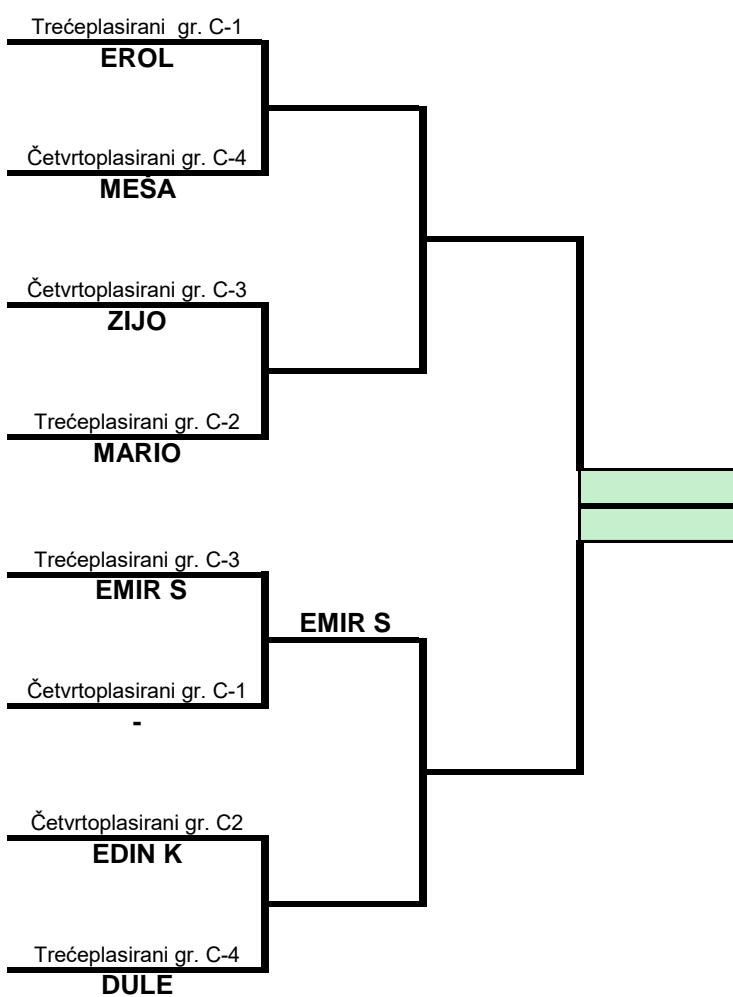 Trećeplasirani  gr. C-1
EROL
Četvrtoplasirani gr. C-4
MEŠA
Četvrtoplasirani gr. C-3
ZIJO
Trećeplasirani gr. C-2
MARIO
Trećeplasirani gr. C-3
EMIR S
EMIR S
Četvrtoplasirani gr. C-1
-
Četvrtoplasirani gr. C2
EDIN K
Trećeplasirani gr. C-4
DULE